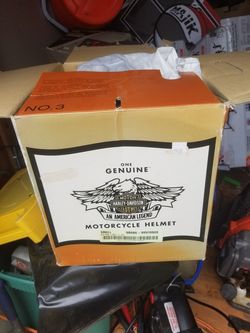 NO. 3
ONE
GENUINE
MOTOR
HARLEY-DAVIDSON
CYCLES
AN AMERICAN LEGEND
MOTORCYCLE HELMET